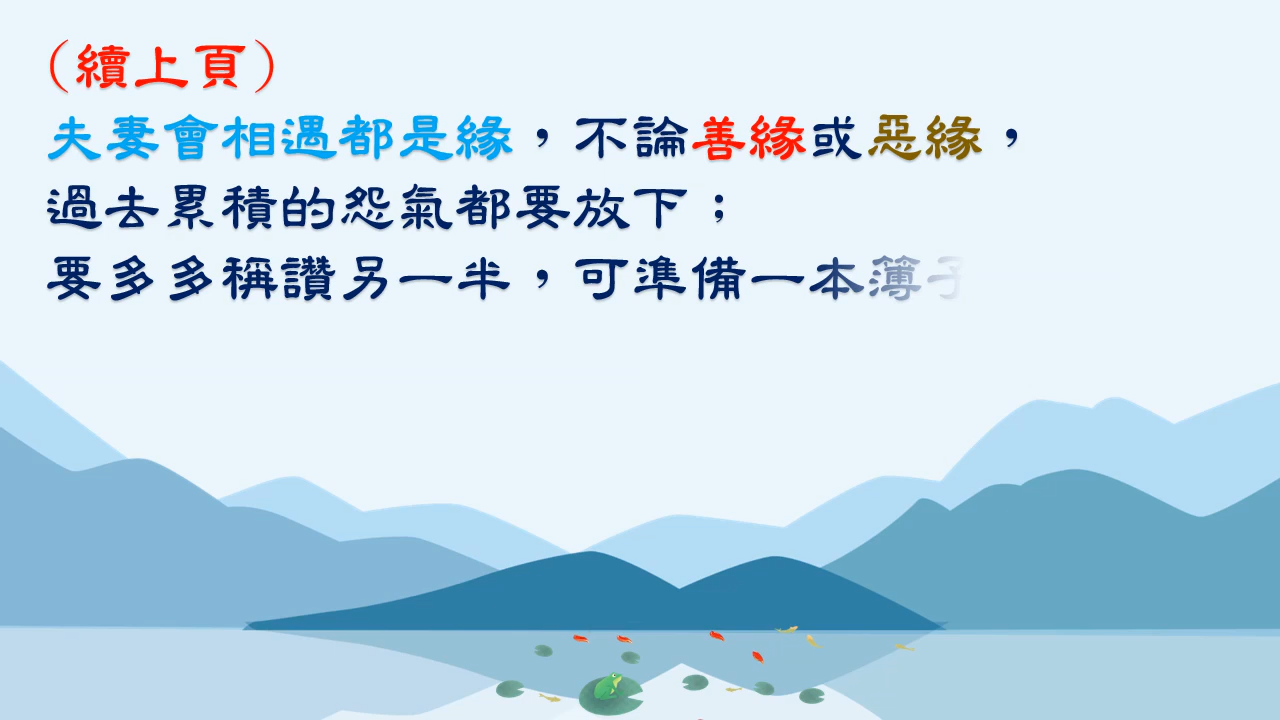 （續上頁）
夫妻會相遇都是緣，不論善緣或惡緣，
過去累積的怨氣都要放下；
要多多稱讚另一半，可準備一本簿子